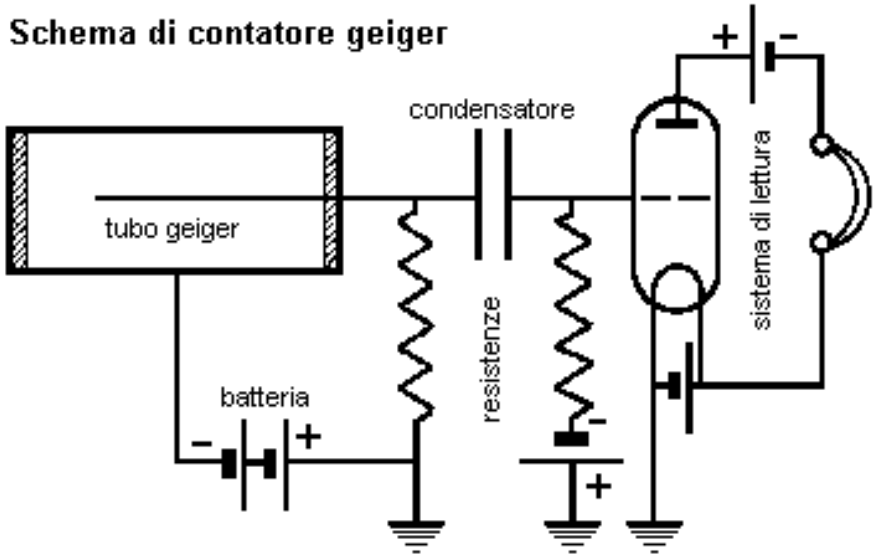 Schema di contatore geiger
+ -
condensatore
tubo geiger
sistema di lettura
resistenze
batteria
- +
-
+